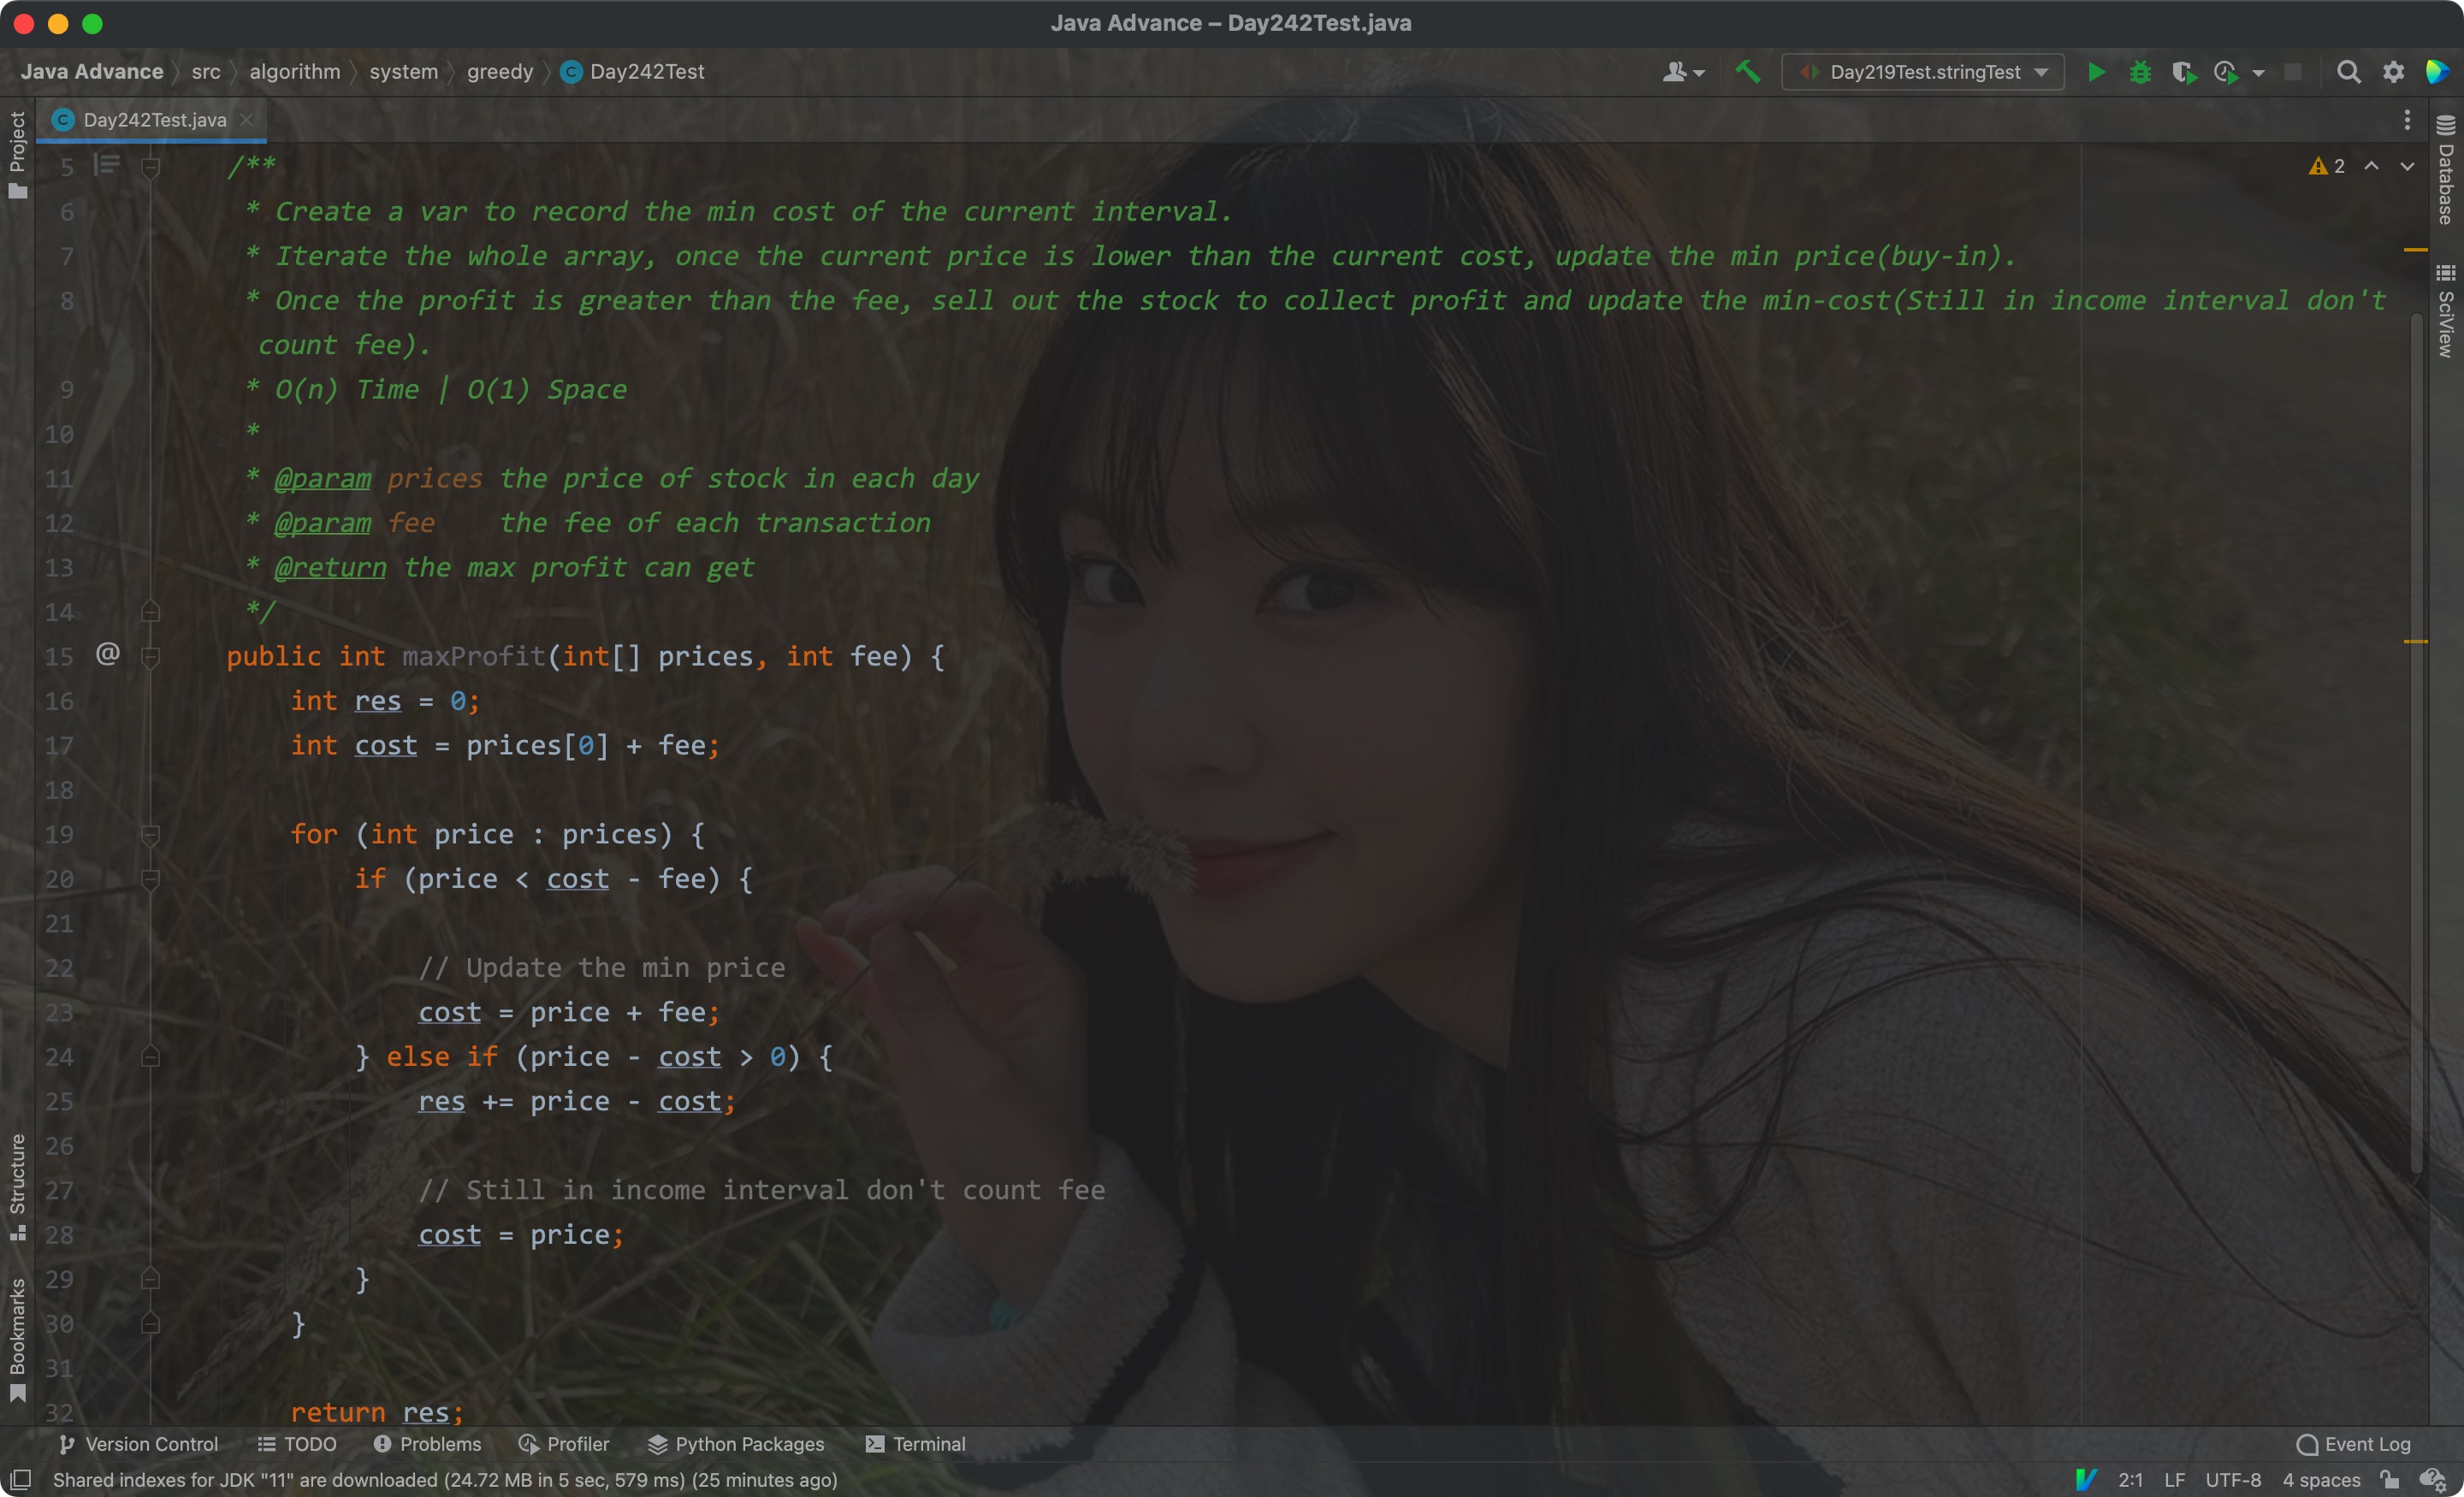 Java Advance – Day242Test.java
Java Advance src algorithm system greedy Day242Test
Day219Test.stringTest
Project
Day242Test.java
Database
SciView
2
5 /**
6 * Create a var to record the min cost of the current interval.
7 * Iterate the whole array, once the current price is lower than the current cost, update the min price(buy-in).
8 * Once the profit is greater than the fee, sell out the stock to collect profit and update the min-cost(Still in income interval don't
count fee).
9 * O(n) Time | O(1) Space
10 *
11 * @param prices the price of stock in each day
12 * @param fee    the fee of each transaction
13 * @return the max profit can get
14 */
15 @ public int maxProfit(int[] prices, int fee) {
16 int res = 0;
17 int cost = prices[0] + fee;
18
19 for (int price : prices) {
20 if (price < cost - fee) {
21
22 // Update the min price
23 cost = price + fee;
24 } else if (price - cost > 0) {
25 res += price - cost;
26
27 // Still in income interval don't count fee
28 cost = price;
29 }
30 }
31
32 return res;
Structure
Bookmarks
Version Control TODO Problems Profiler Python Packages Terminal Event Log
Shared indexes for JDK "11" are downloaded (24.72 MB in 5 sec, 579 ms) (25 minutes ago) 2:1 LF UTF-8 4 spaces